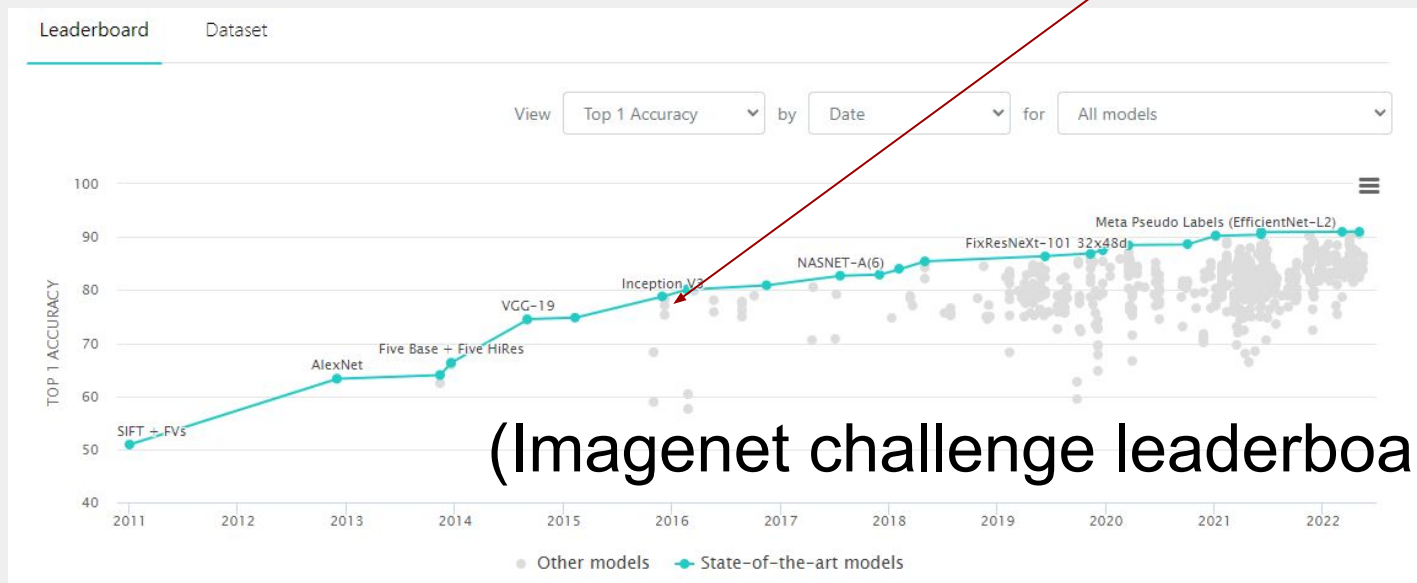 Leaderboard Dataset
View Top 1 Accuracy by Date for All models
100
90
80
70
60
50
40
TOP 1 ACCURACY
SIFT + FVs
AlexNet
Five Base + Five HiRes
VGG-19
Inception V3
NASNET-A(6)
FixResNeXt-101 32x48d
Meta Pseudo Labels (EfficientNet-L2)
(Imagenet challenge leaderboa
2011 2012 2013 2014 2015 2016 2017 2018 2019 2020 2021 2022
Other models State-of-the-art models